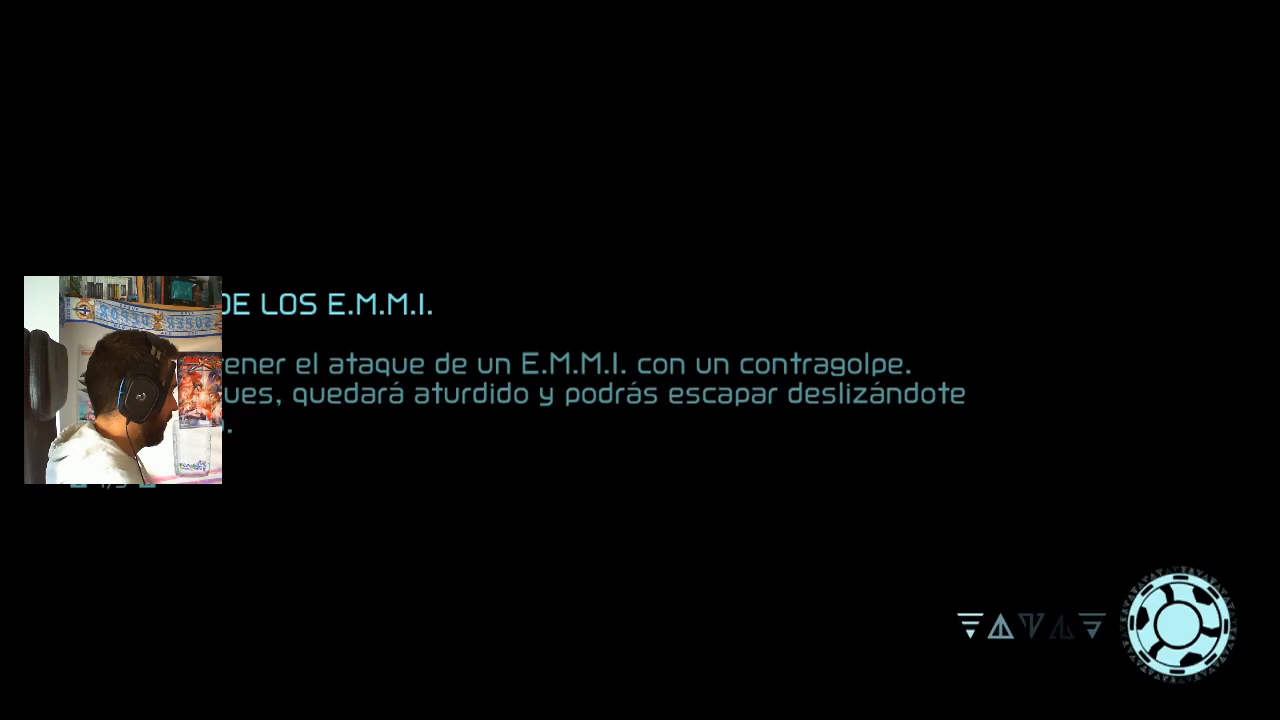 DE LOS E.M.M.I.
ener el ataque de un E.M.M.I. con un contragolpe.
ues, quedará aturdido y podrás escapar deslizándote